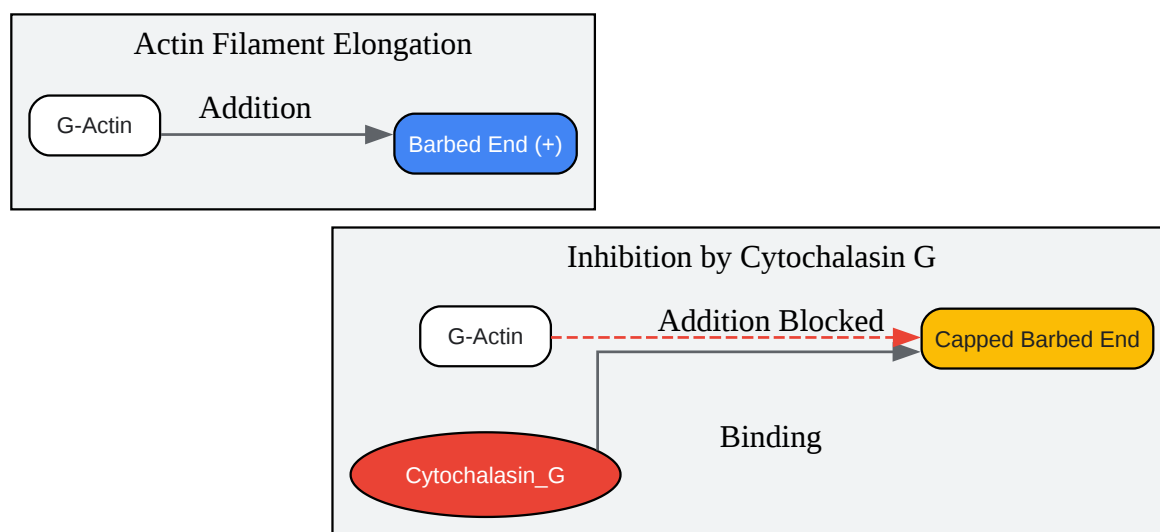 Actin Filament Elongation
Addition
G-Actin
Barbed End (+)
Inhibition by Cytochalasin G
Addition Blocked
G-Actin
Capped Barbed End
Binding
Cytochalasin_G